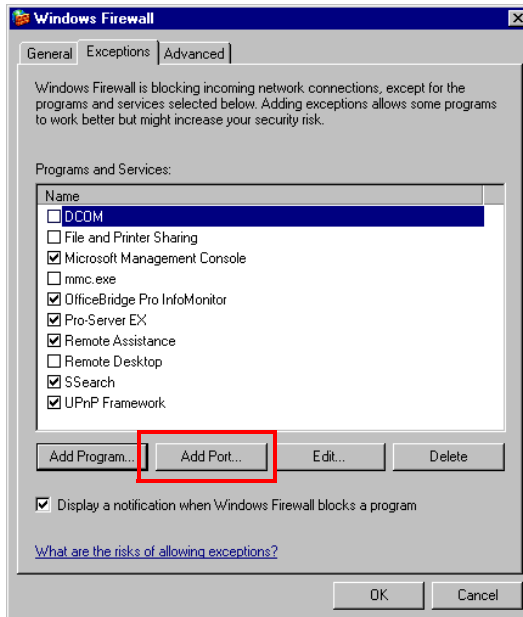 Windows Firewall
General Exceptions Advanced
Windows Firewall is blocking incoming network connections, except for the
programs and services selected below. Adding exceptions allows some programs
to work better but might increase your security risk.
Programs and Services:
Name
DCOM
File and Printer Sharing
Microsoft Management Console
mmc.exe
OfficeBridge Pro InfoMonitor
Pro-Server EX
Remote Assistance
Remote Desktop
SSearch
UPnP Framework
Add Program... Add Port... Edit... Delete
Display a notification when Windows Firewall blocks a program
What are the risks of allowing exceptions?
OK Cancel